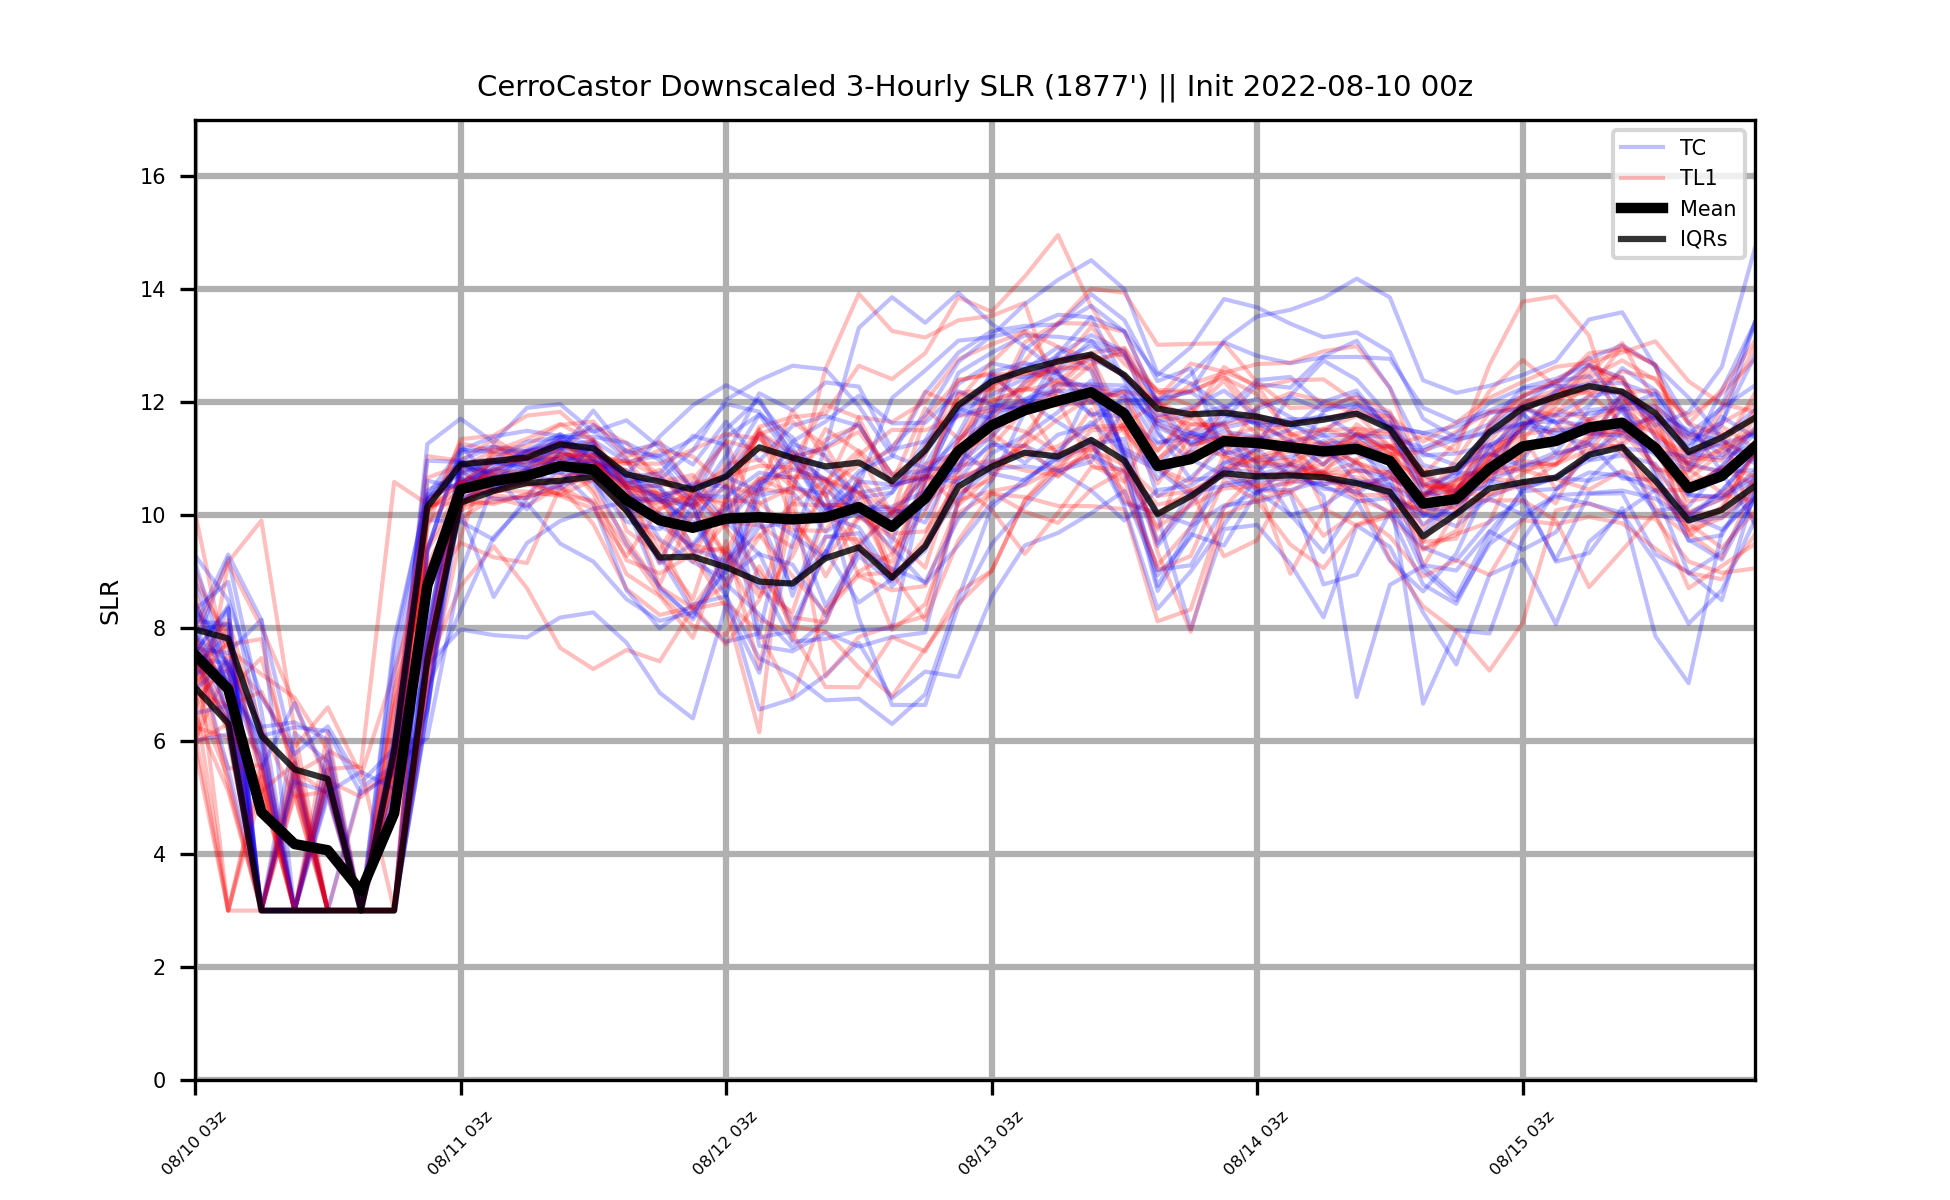 CerroCastor Downscaled 3-Hourly SLR (1877') || Init 2022-08-10 00z
TC
TL1
Mean
IQRs
SLR
16
14
12
10
8
6
4
2
0
08/10 03z
08/11 03z
08/12 03z
08/13 03z
08/14 03z
08/15 03z